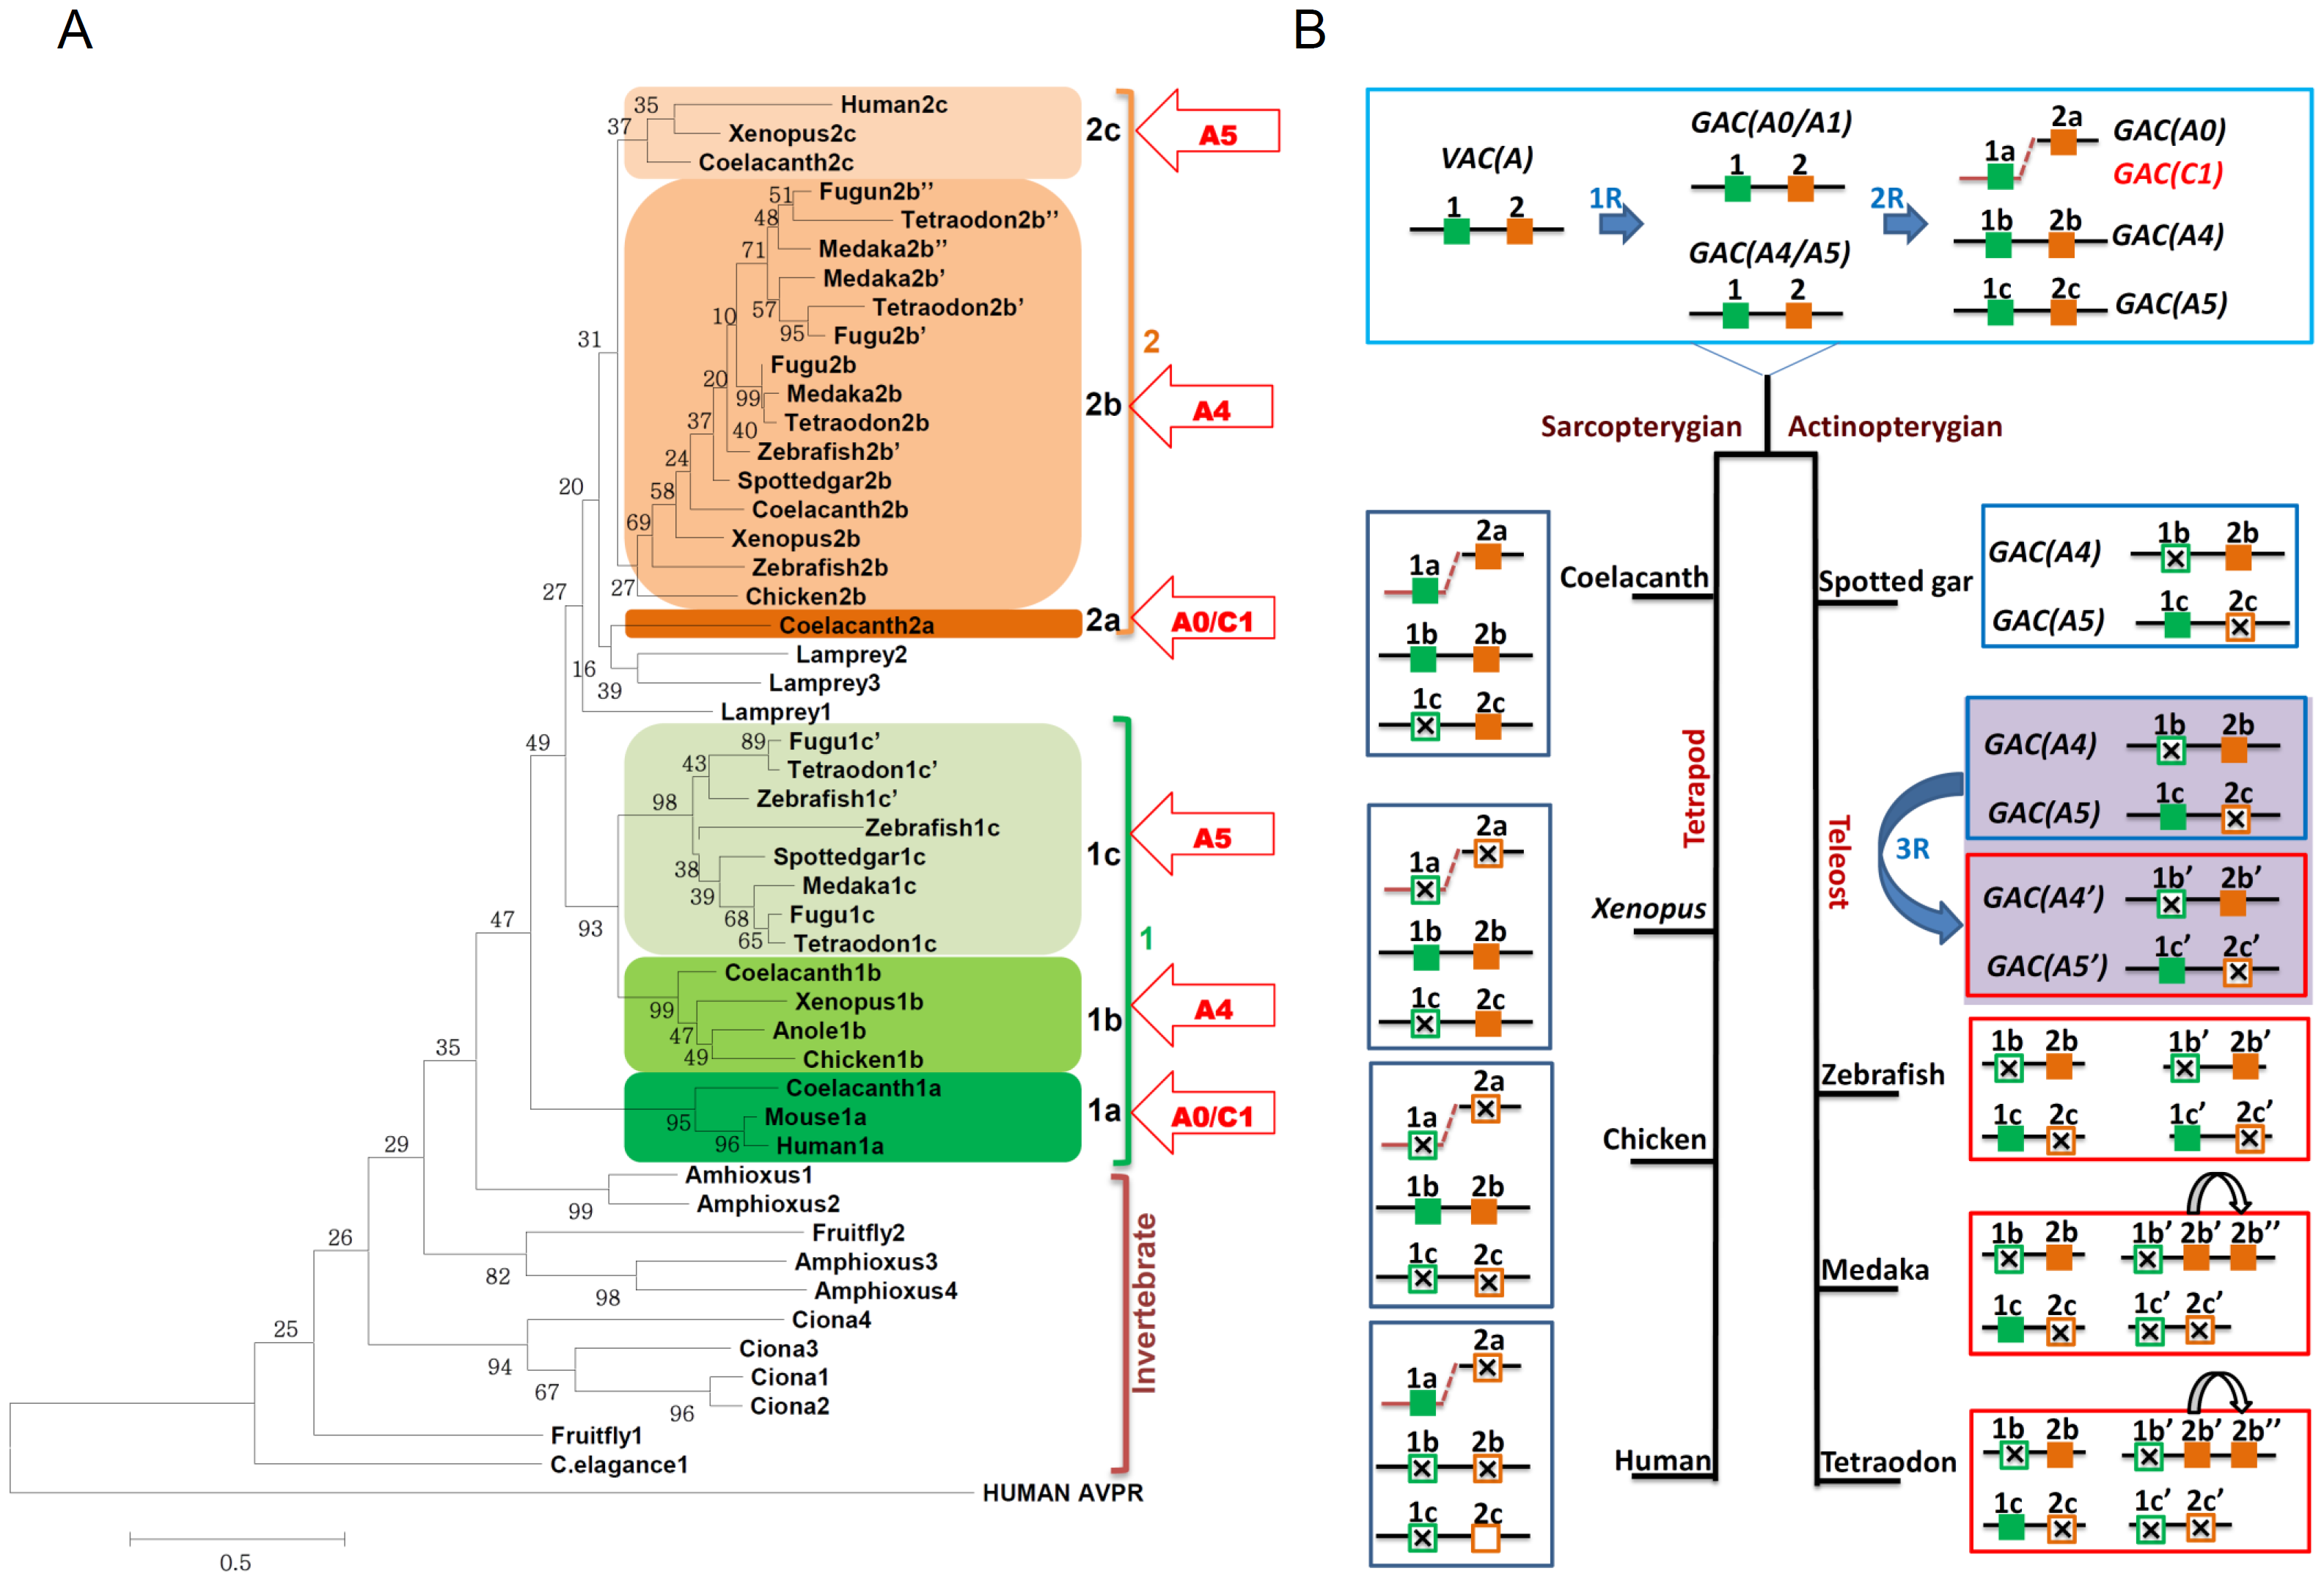 A
35
Human2c
37
Xenopus2c
Coelacanth2c
2c
A5
51
Fugun2b’’
48
Tetraodon2b’’
71
Medaka2b’’
Medaka2b’
57
Tetraodon2b’
10
95
Fugu2b’
31
Fugu2b
2
20
99
Medaka2b
2b
A4
37
40
Tetraodon2b
Zebrafish2b’
24
Spottedgar2b
20
58
Coelacanth2b
69
Xenopus2b
Zebrafish2b
27
27
Chicken2b
Coelacanth2a
2a
A0/C1
16
Lamprey2
39
Lamprey3
Lamprey1
49
89
Fugu1c’
43
Tetraodon1c’
98
Zebrafish1c’
Zebrafish1c
A5
38
Spottedgar1c
1c
39
Medaka1c
68
Fugu1c
47
93
65
Tetraodon1c
1
Coelacanth1b
99
Xenopus1b
A4
47
Anole1b
1b
35
49
Chicken1b
Coelacanth1a
95
Mouse1a
1a
A0/C1
29
96
Human1a
Amhioxus1
99
Amphioxus2
26
Fruitfly2
82
Amphioxus3
98
Amphioxus4
Invertebrate
25
Ciona4
94
Ciona3
67
Ciona1
96
Ciona2
Fruitfly1
C.elagance1
HUMAN AVPR
0.5
B
VAC(A)
1 2
1R
GAC(A0/A1)
1 2
GAC(A4/A5)
1 2
2R
1a 2a
GAC(A0)
GAC(C1)
1b 2b GAC(A4)
1c 2c GAC(A5)
Sarcopterygian
Actinopterygian
Tetrapod
Teleost
Coelacanth
1a 2a
1b 2b
1c 2c
Xenopus
1a 2a
1b 2b
1c 2c
Chicken
1a 2a
1b 2b
1c 2c
Human
1a 2a
1b 2b
1c 2c
Spotted gar
GAC(A4) 1b 2b
GAC(A5) 1c 2c
3R
GAC(A4) 1b 2b
GAC(A5) 1c 2c
GAC(A4’) 1b’ 2b’
GAC(A5’) 1c’ 2c’
Zebrafish
1b 2b 1b’ 2b’
1c 2c 1c’ 2c’
Medaka
1b 2b 1b’ 2b’ 2b’’
1c 2c 1c’ 2c’
Tetraodon
1b 2b 1b’ 2b’ 2b’’
1c 2c 1c’ 2c’